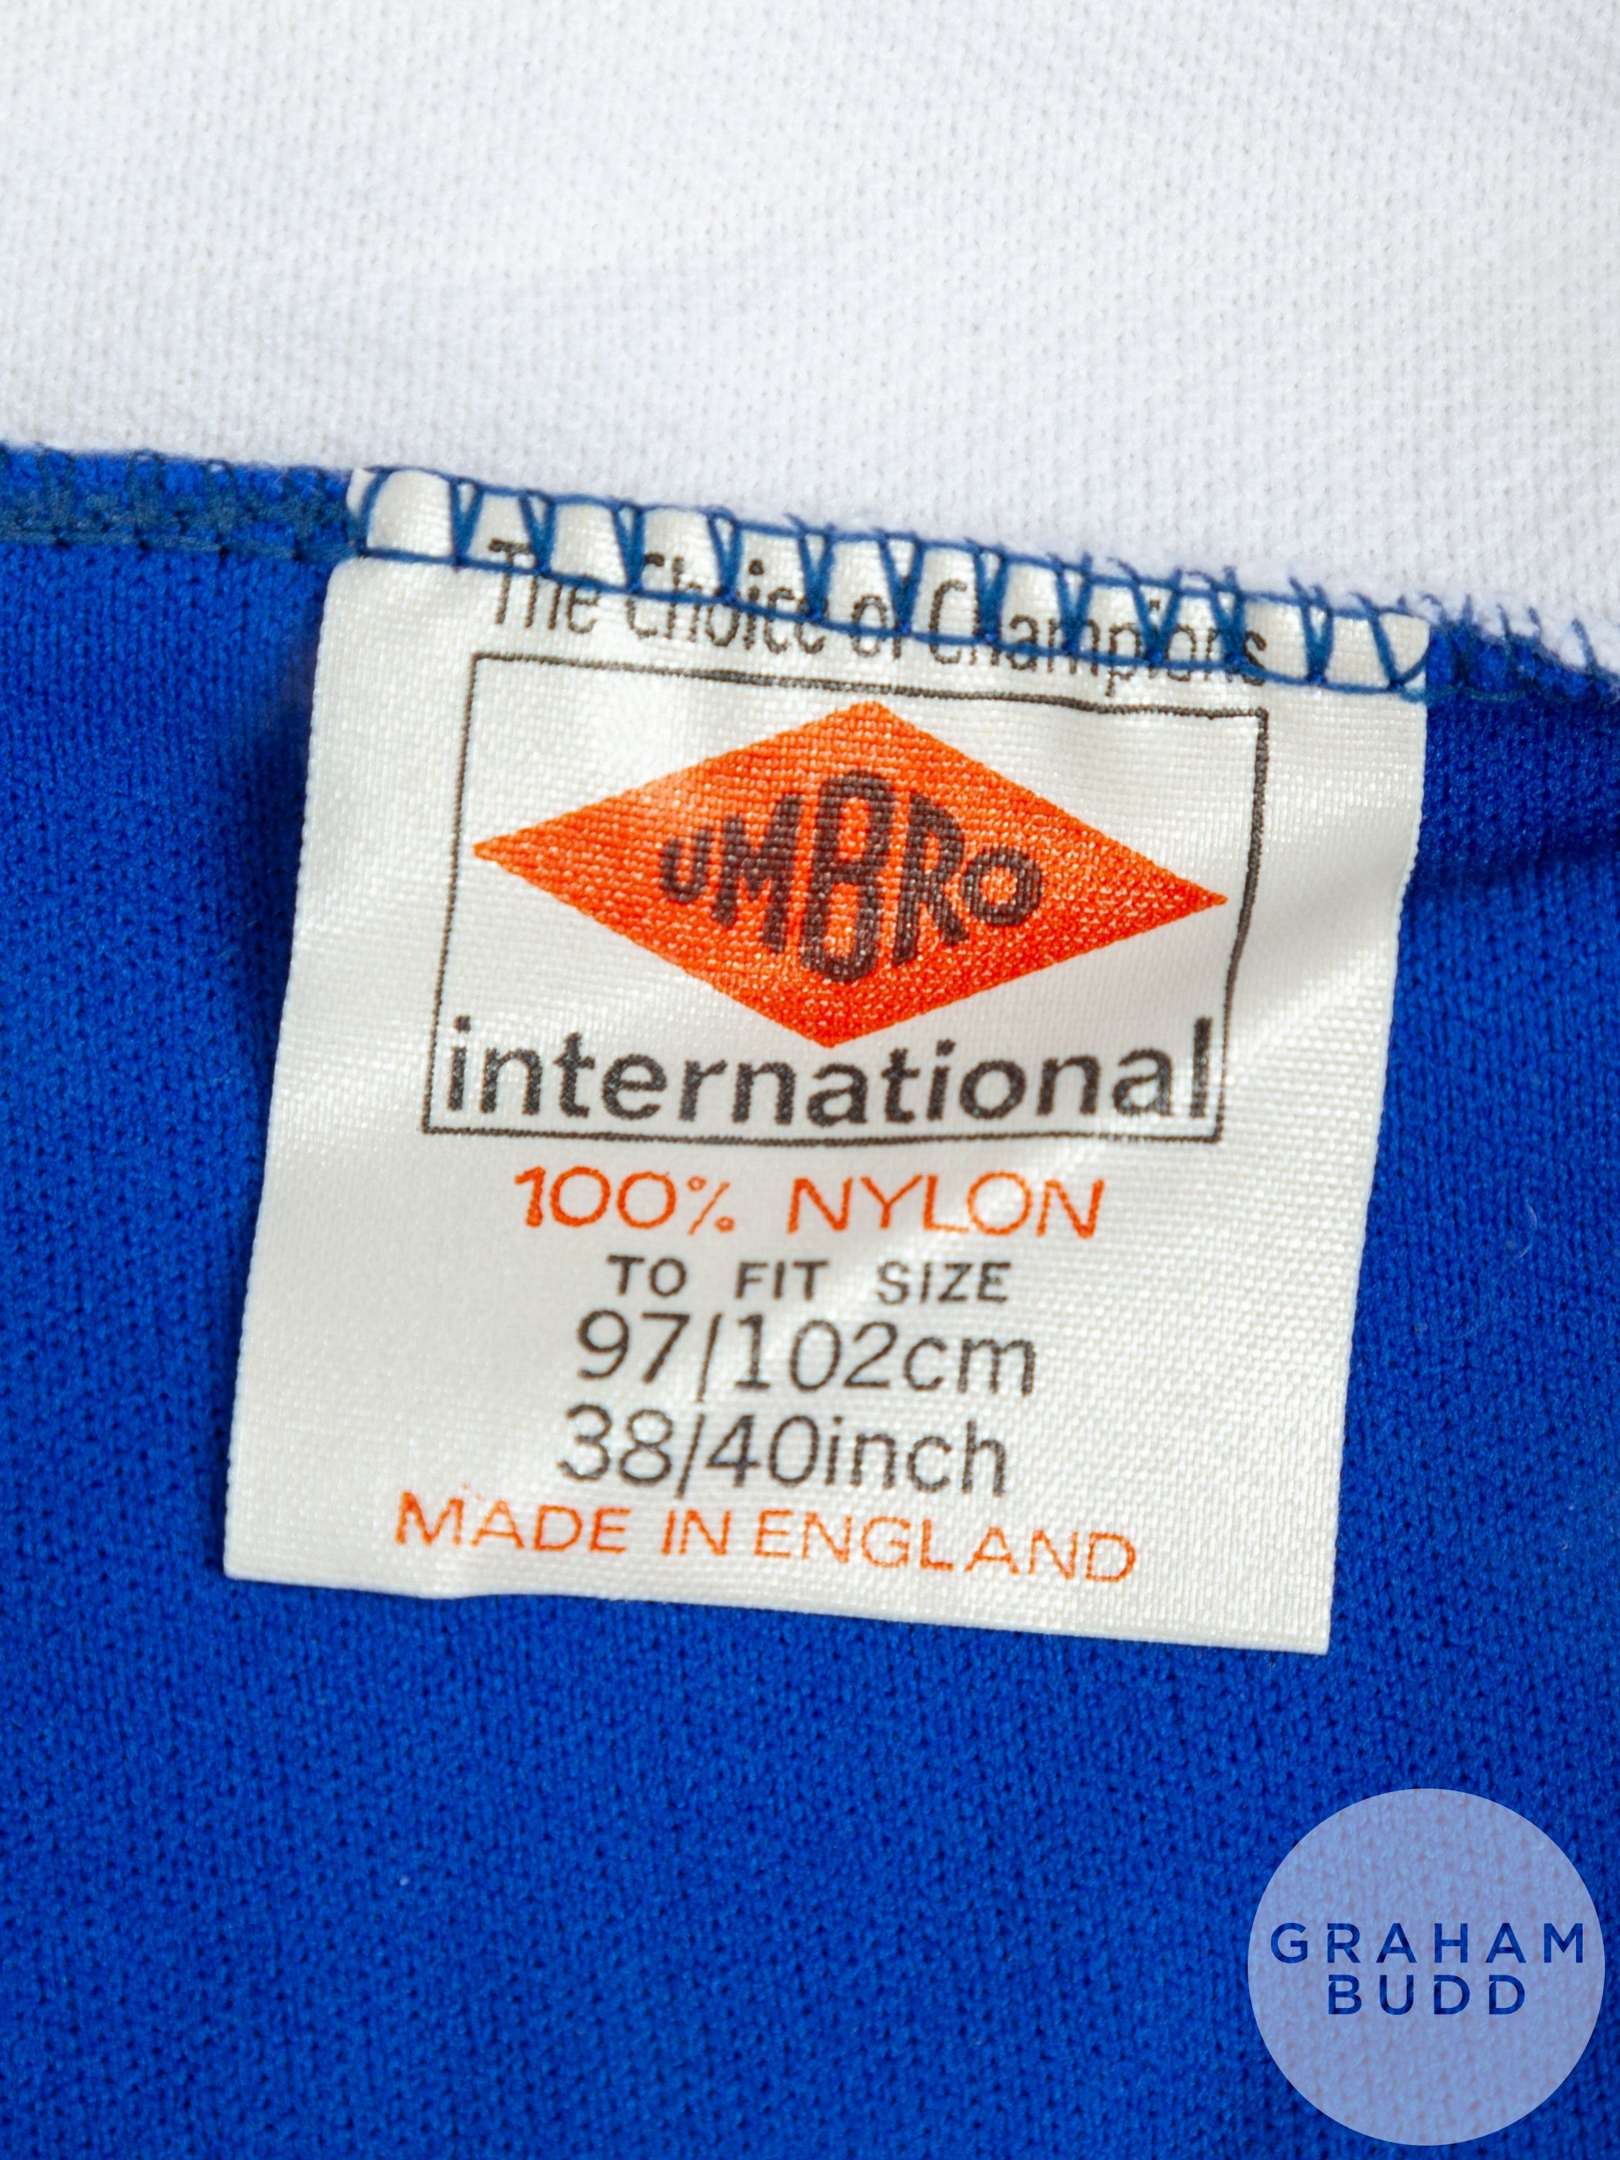 The Choice of Champions
UMBRO
international
100% NYLON
TO FIT SIZE
97/102cm
38/40inch
MADE IN ENGLAND
GRAHAM
BUDD